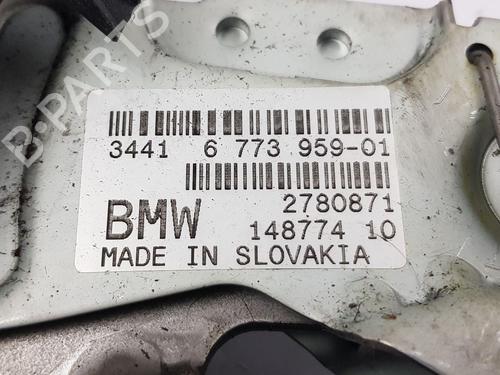 B-PARTS
3441 6 773 959-01
2780871
BMW 148774 10
MADE IN SLOVAKIA